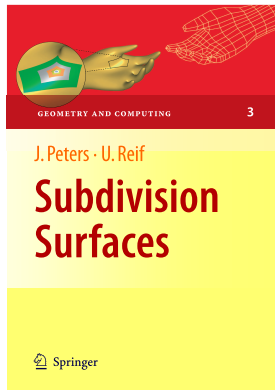 GEOMETRY AND COMPUTING 3
J. Peters · U. Reif
Subdivision
Surfaces
Springer